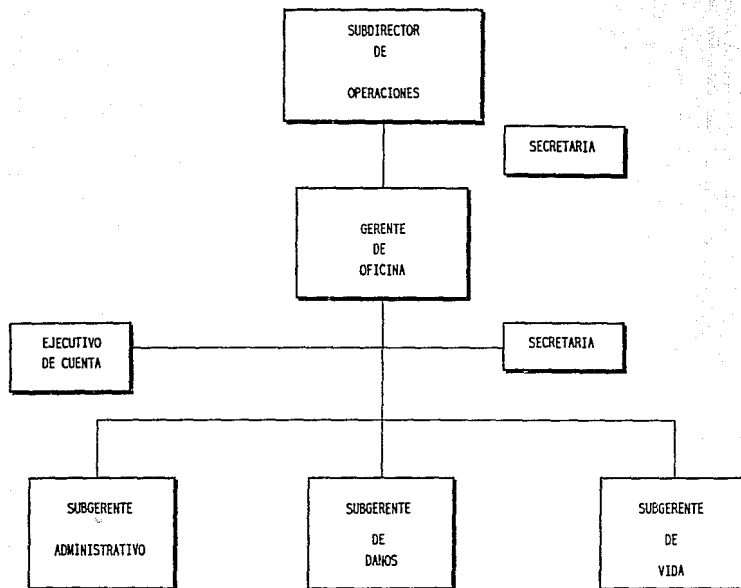 SUBDIRECTOR
DE
OPERACIONES
SECRETARIA
GERENTE
DE
OFICINA
EJECUTIVO
DE CUENTA
SECRETARIA
SUBGERENTE
ADMINISTRATIVO
SUBGERENTE
DE
DANOS
SUBGERENTE
DE
VIDA